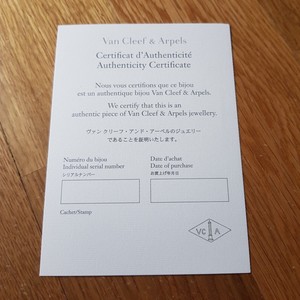 Van Cleef & Arpels
Certificat d'Authenticité
Authenticity Certificate
Nous vous certifions que ce bijou
est un authentique bijou Van Cleef & Arpels.
We certify that this is an
authentic piece of Van Cleef & Arpels jewellery.
ヴァン クリーフ・アンド・アーペルのジュエリー
であることを証明いたします。
Numéro du bijou
Individual serial number
シリアルナンバー
Date d'achat
Date of purchase
お買上げ年月日
Cachet/Stamp
VC A